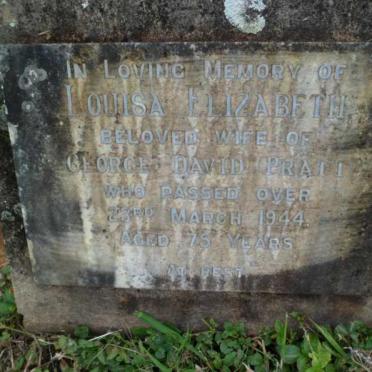 IN LOVING MEMORY OF
LOUISA ELIZABETH
BELOVED WIFE OF
GEORGE DAVID PRATT
WHO PASSED OVER
23RD MARCH 1944
AGED 73 YEARS
AT REST